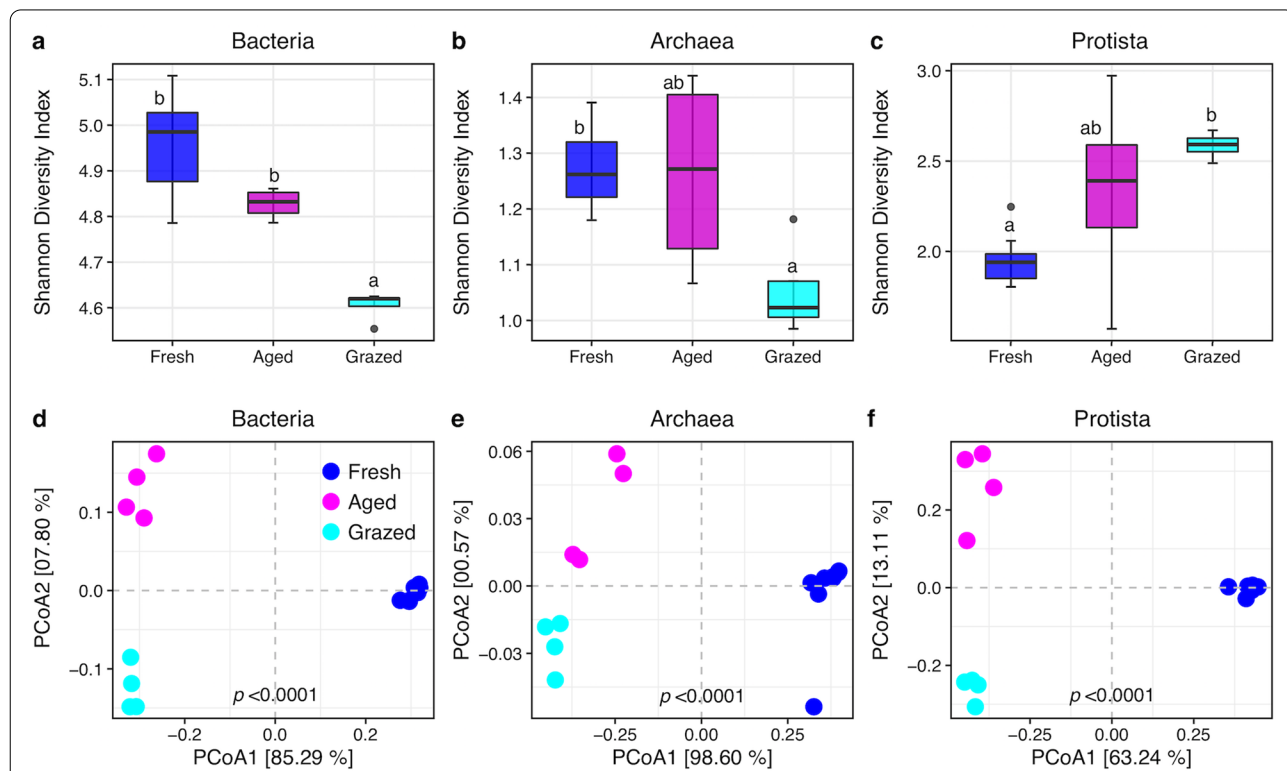 a Bacteria
Shannon Diversity Index
5.1
5.0
4.9
4.8
4.7
4.6
b
b
a
Fresh Aged Grazed
b Archaea
Shannon Diversity Index
1.4
1.3
1.2
1.1
1.0
b
ab
a
Fresh Aged Grazed
c Protista
Shannon Diversity Index
3.0
2.5
2.0
a
ab
b
Fresh Aged Grazed
d Bacteria
PCoA2 [07.80 %]
0.1
0.0
−0.1
Fresh
Aged
Grazed
p <0.0001
−0.2 0.0 0.2
PCoA1 [85.29 %]
e Archaea
PCoA2 [00.57 %]
0.06
0.03
0.00
−0.03
p <0.0001
−0.25 0.00 0.25
PCoA1 [98.60 %]
f Protista
PCoA2 [13.11 %]
0.2
0.0
−0.2
p <0.0001
−0.25 0.00 0.25
PCoA1 [63.24 %]